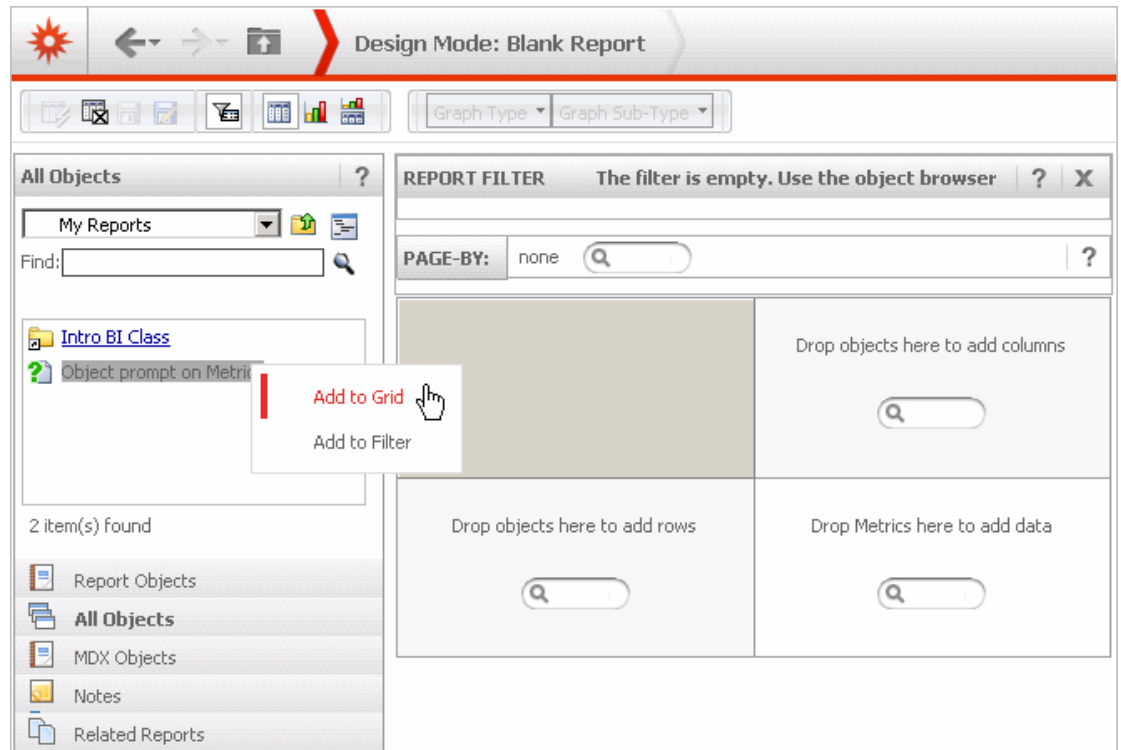 Design Mode: Blank Report
Graph Type Graph Sub-Type
All Objects ?
My Reports
Find:
Intro BI Class
Object prompt on Metric
Add to Grid
Add to Filter
2 item(s) found
Report Objects
All Objects
MDX Objects
Notes
Related Reports
REPORT FILTER The filter is empty. Use the object browser ? X
PAGE-BY: none ?
Drop objects here to add columns
Drop objects here to add rows
Drop Metrics here to add data